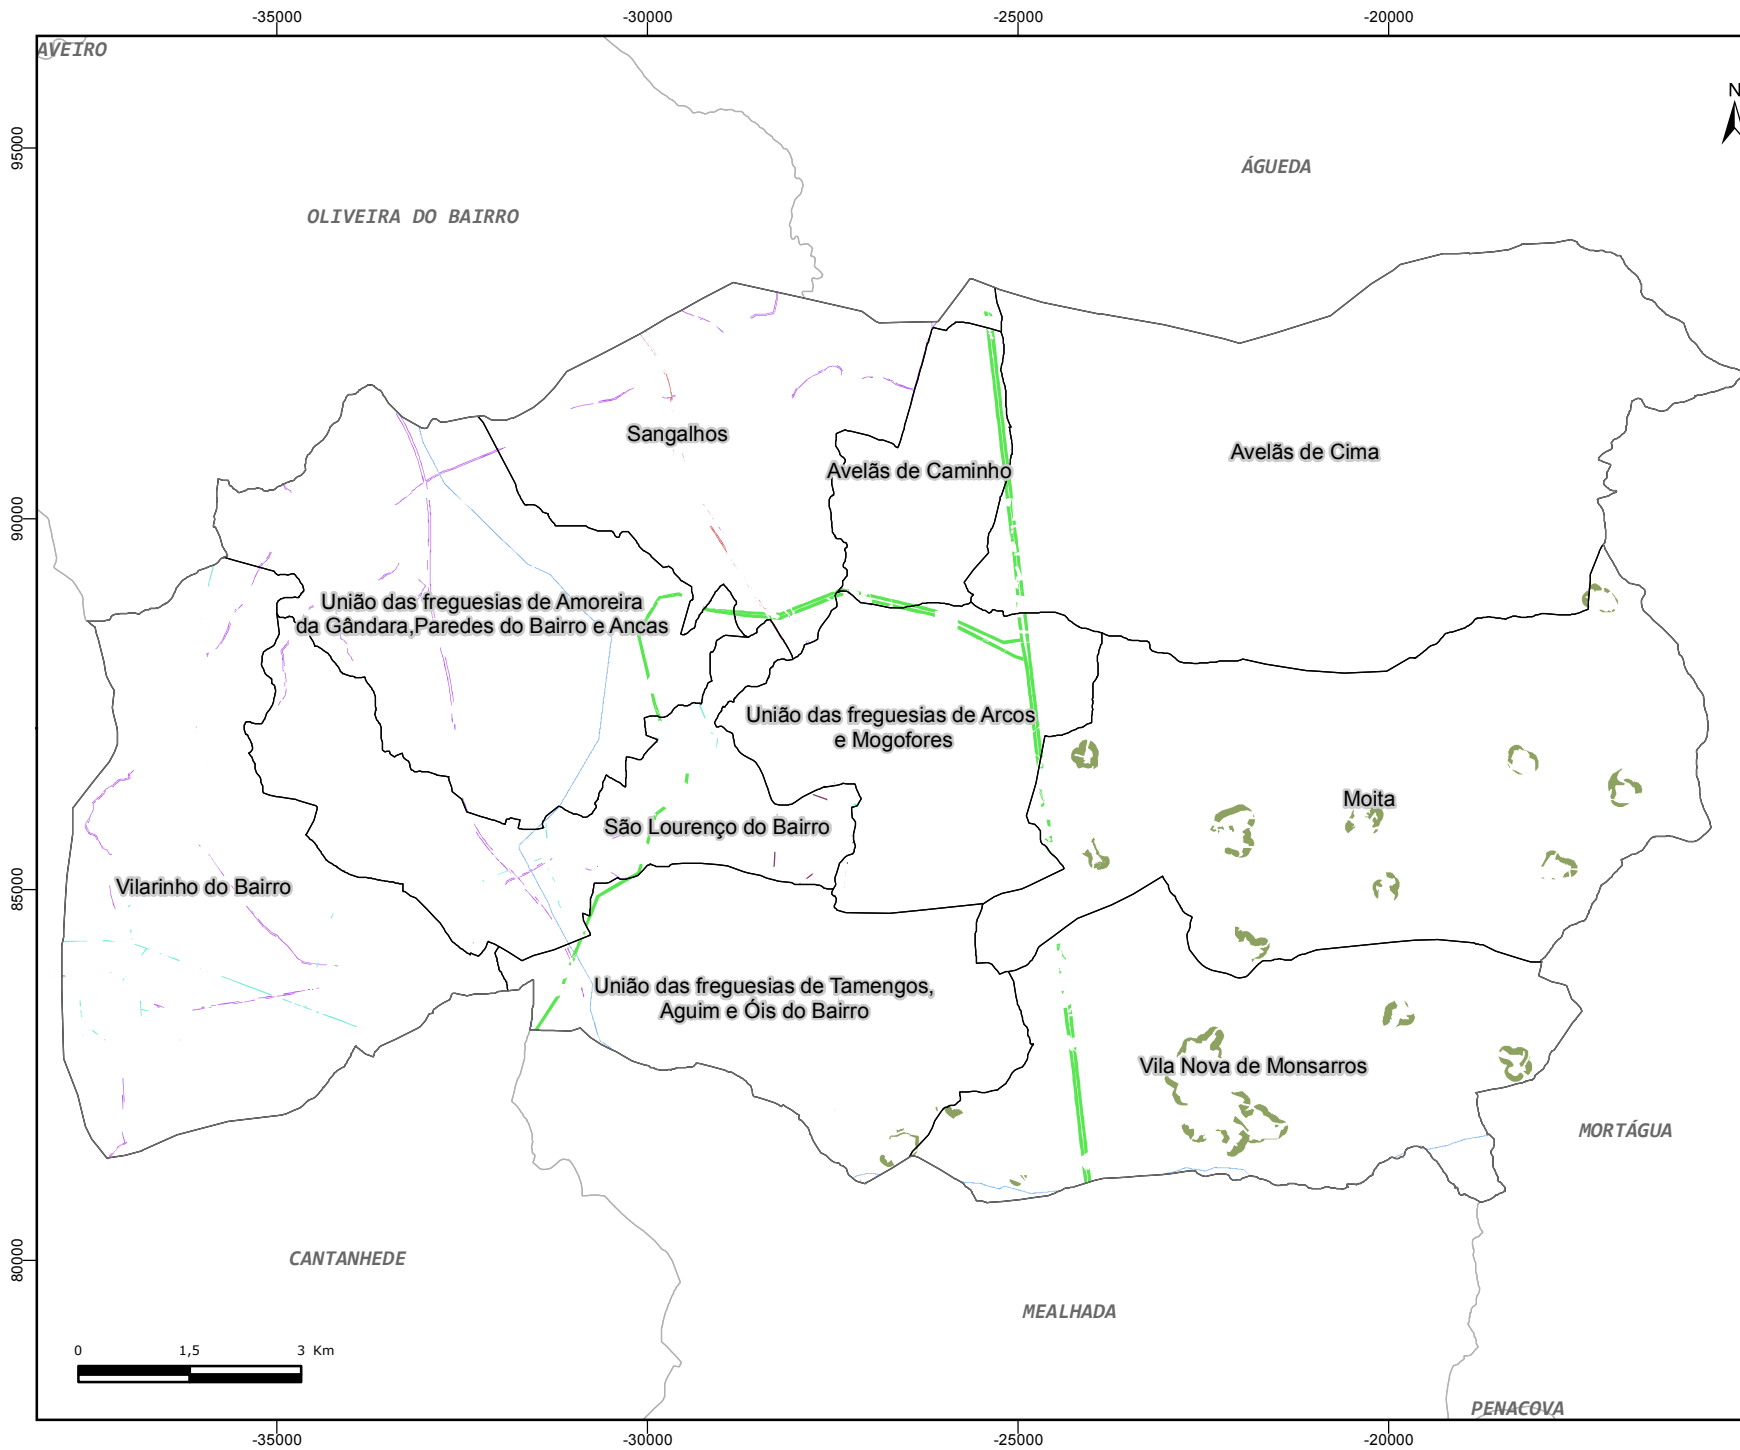 -35000
-30000
-25000
-20000
AVEIRO
N
95000
ÁGUEDA
OLIVEIRA DO BAIRRO
Sangalhos
Avelãs de Cima
Avelãs de Caminho
90000
União das freguesias de Amoreira
da Gândara,Paredes do Bairro e Ancas
União das freguesias de Arcos
e Mogofores
Moita
São Lourenço do Bairro
Vilarinho do Bairro
85000
União das freguesias de Tamengos,
Aguim e Óis do Bairro
Vila Nova de Monsarros
MORTÁGUA
80000
CANTANHEDE
MEALHADA
0 1,5 3 Km
PENACOVA
-35000
-30000
-25000
-20000